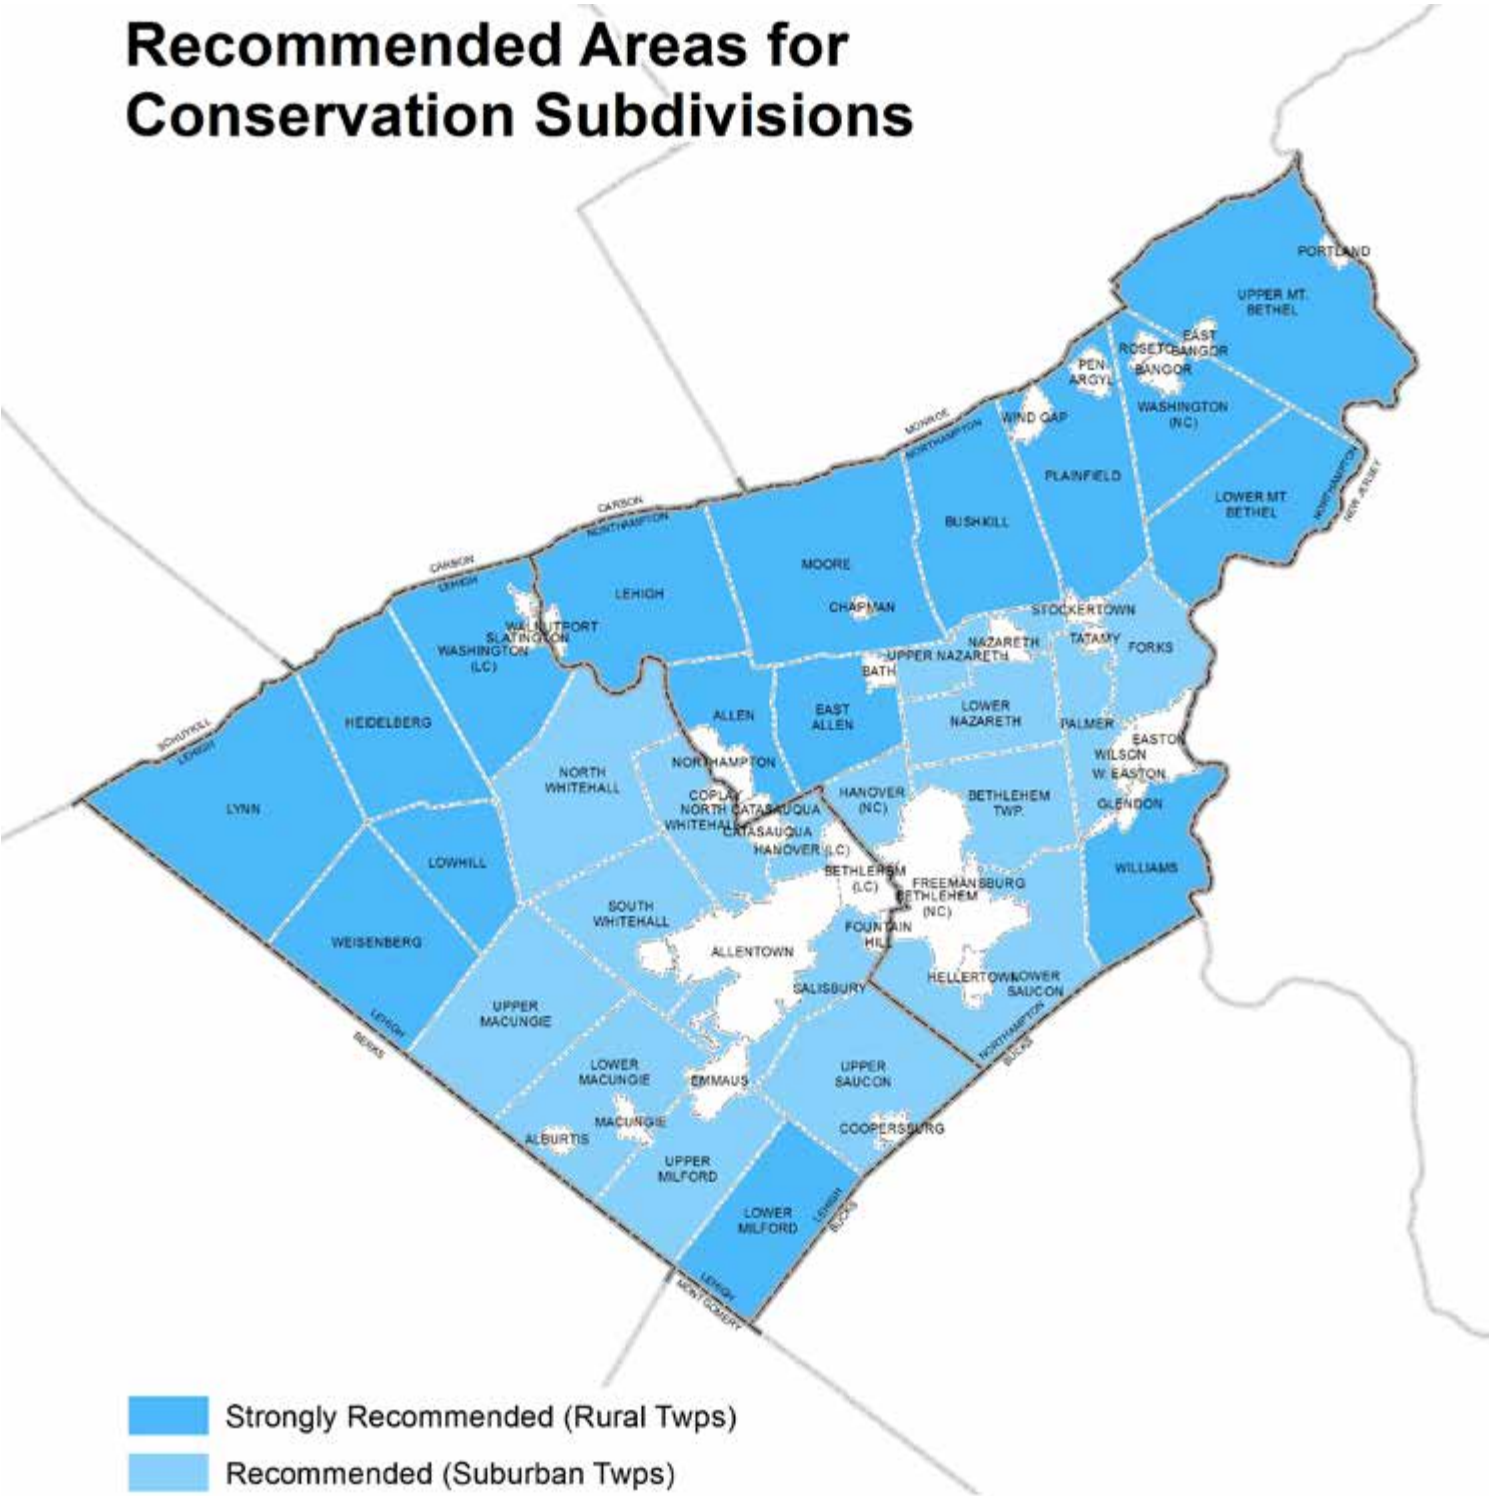 Recommended Areas for
Conservation Subdivisions
PORTLAND
UPPER MT.
BETHEL
EAST
BANGOR
ROSETO
BANGOR
PEN
ARGYL
WASHINGTON
(NC)
WIND GAP
MONROE
NORTHAMPTON
PLAINFIELD
LOWER MT.
BETHEL
NORTHAMPTON
NEW JERSEY
CARBON
NORTHAMPTON
BUSHKILL
MOORE
CHAPMAN
LEHIGH
CARBON
LEHIGH
WALNUTPORT
SLATINGTON
WASHINGTON
(LC)
STOCKERTOWN
TATAMY
FORKS
NAZARETH
UPPER NAZARETH
BATH
HEIDELBERG
ALLEN
EAST
ALLEN
LOWER
NAZARETH
PALMER
EASTON
WILSON
W. EASTON
GLENDON
SCHUYKILL
LEHIGH
LYNN
NORTH
WHITEHALL
NORTHAMPTON
COPLAY
NORTH CATASAUQUA
WHITEHALL
CATASAUQUA
HANOVER (LC)
HANOVER
(NC)
BETHLEHEM
TWP.
LOWHILL
BETHLEHEM
(LC)
FREEMANSBURG
BETHLEHEM
(NC)
WILLIAMS
WEISENBERG
SOUTH
WHITEHALL
ALLENTOWN
FOUNTAIN
HILL
SALISBURY
HELLERTOWN
LOWER
SAUCON
UPPER
MACUNGIE
LEHIGH
BERKS
NORTHAMPTON
BUCKS
LOWER
MACUNGIE
EMMAUS
UPPER
SAUCON
MACUNGIE
ALBURTIS
COOPERSBURG
UPPER
MILFORD
LOWER
MILFORD
LEHIGH
BUCKS
LEHIGH
MONTGOMERY
Strongly Recommended (Rural Twps)
Recommended (Suburban Twps)